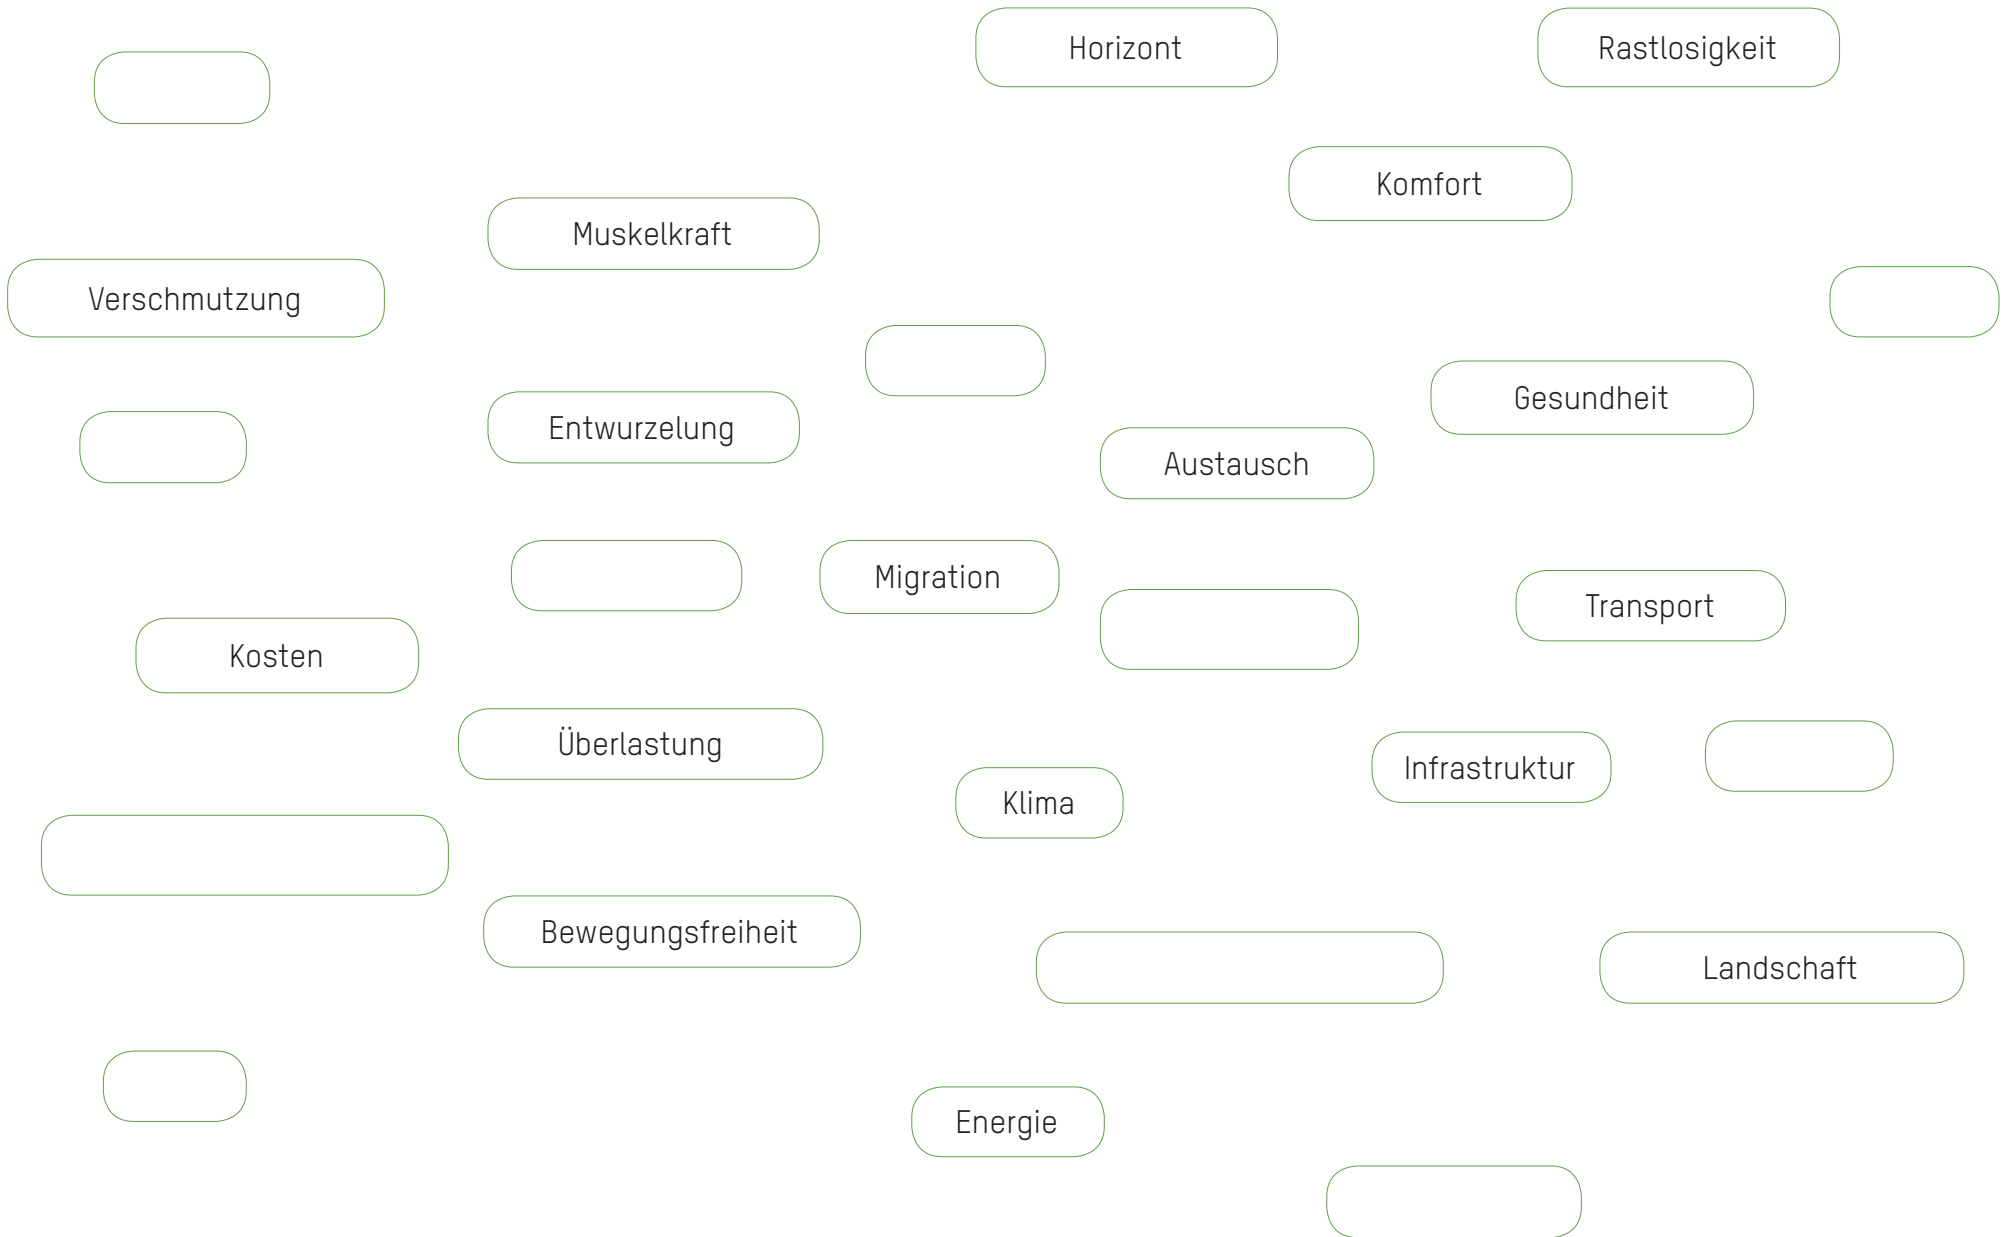 Horizont
Rastlosigkeit
Komfort
Muskelkraft
Verschmutzung
Gesundheit
Entwurzelung
Austausch
Migration
Transport
Kosten
Überlastung
Infrastruktur
Klima
Bewegungsfreiheit
Landschaft
Energie